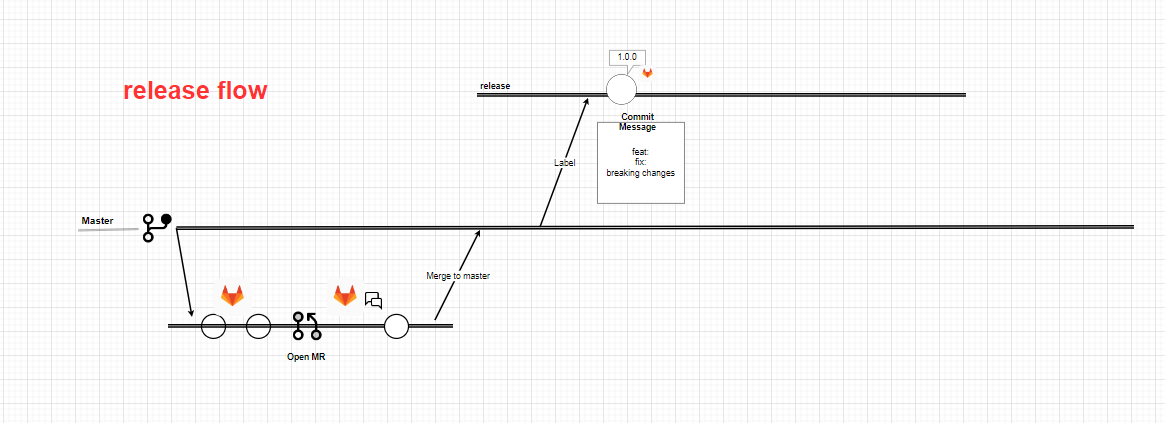 1.0.0
release flow
release
Commit
Message
feat:
fix:
breaking changes
Label
Master
Merge to master
Open MR